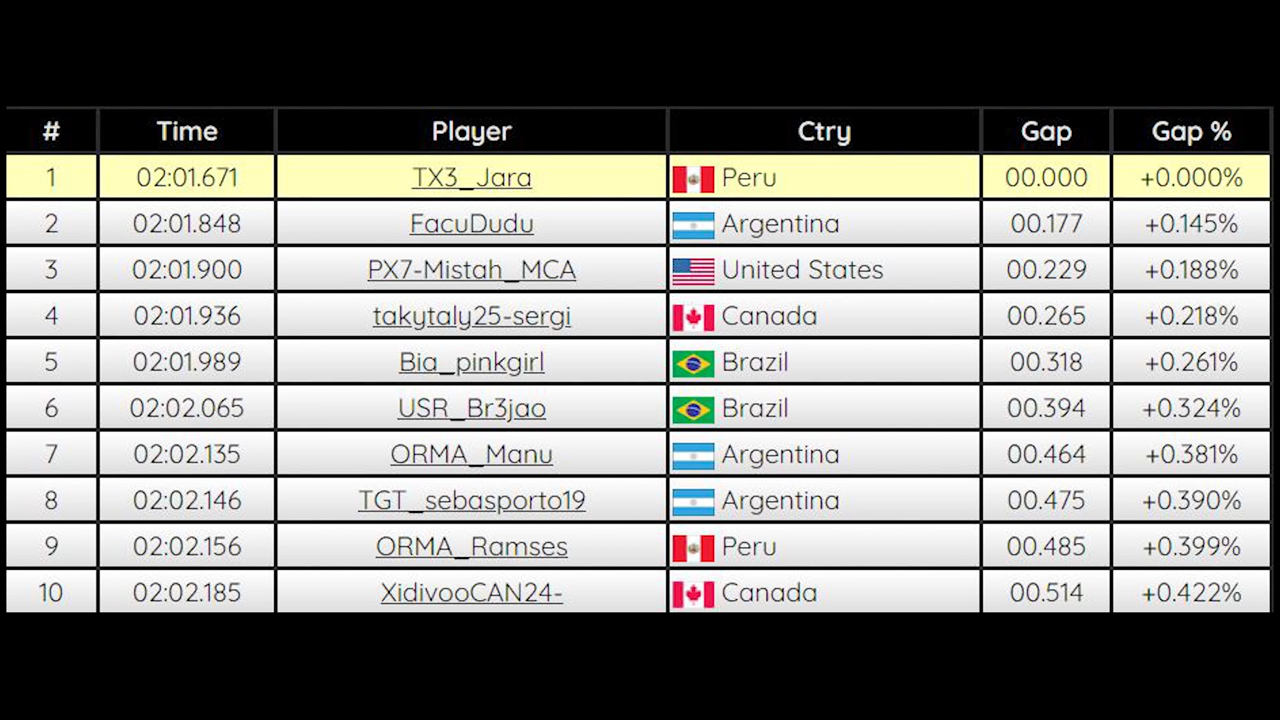 # Time Player Ctry Gap Gap %
1 02:01.671 TX3_Jara Peru 00.000 +0.000%
2 02:01.848 FacuDudu Argentina 00.177 +0.145%
3 02:01.900 PX7-Mistah_MCA United States 00.229 +0.188%
4 02:01.936 takytaly25-sergi Canada 00.265 +0.218%
5 02:01.989 Bia_pinkgirl Brazil 00.318 +0.261%
6 02:02.065 USR_Br3jao Brazil 00.394 +0.324%
7 02:02.135 ORMA_Manu Argentina 00.464 +0.381%
8 02:02.146 TGT_sebasporto19 Argentina 00.475 +0.390%
9 02:02.156 ORMA_Ramses Peru 00.485 +0.399%
10 02:02.185 XidivooCAN24- Canada 00.514 +0.422%